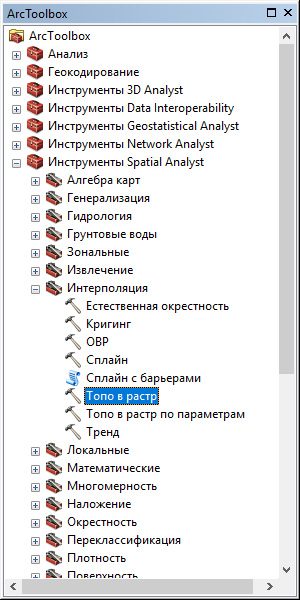 ArcToolbox
ArcToolbox
Анализ
Геокодирование
Инструменты 3D Analyst
Инструменты Data Interoperability
Инструменты Geostatistical Analyst
Инструменты Network Analyst
Инструменты Spatial Analyst
Алгебра карт
Генерализация
Гидрология
Грунтовые воды
Зональные
Извлечение
Интерполяция
Естественная окрестность
Кригинг
ОВР
Сплайн
Сплайн с барьерами
Топо в растр
Топо в растр по параметрам
Тренд
Локальные
Математические
Многомерность
Наложение
Окрестность
Переклассификация
Плотность
Поверхность